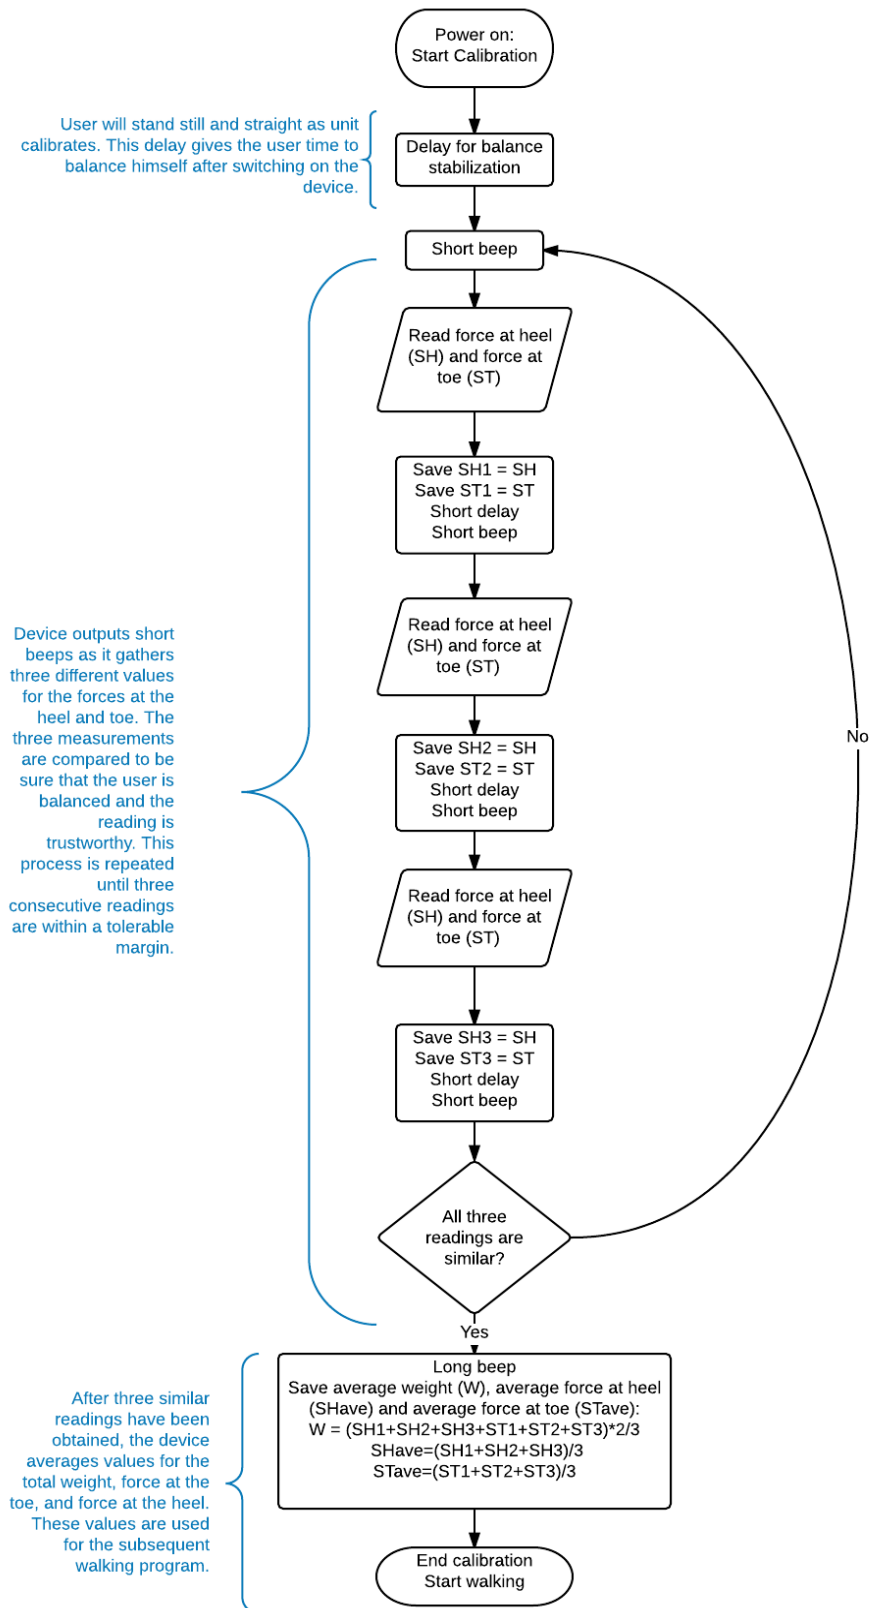 Power on:
Start Calibration
User will stand still and straight as unit
calibrates. This delay gives the user time to
balance himself after switching on the
device.
Delay for balance
stabilization
Short beep
Read force at heel
(SH) and force at
toe (ST)
Save SH1 = SH
Save ST1 = ST
Short delay
Short beep
Read force at heel
(SH) and force at
toe (ST)
Device outputs short
beeps as it gathers
three different values
for the forces at the
heel and toe. The
three measurements
are compared to be
sure that the user is
balanced and the
reading is
trustworthy. This
process is repeated
until three
consecutive readings
are within a tolerable
margin.
No
Save SH2 = SH
Save ST2 = ST
Short delay
Short beep
Read force at heel
(SH) and force at
toe (ST)
Save SH3 = SH
Save ST3 = ST
Short delay
Short beep
All three
readings are
similar?
Yes
Long beep
Save average weight (W), average force at heel
(SHave) and average force at toe (STave):
W = (SH1+SH2+SH3+ST1+ST2+ST3)*2/3
SHave=(SH1+SH2+SH3)/3
STave=(ST1+ST2+ST3)/3
After three similar
readings have been
obtained, the device
averages values for the
total weight, force at the
toe, and force at the heel.
These values are used
for the subsequent
walking program.
End calibration
Start walking